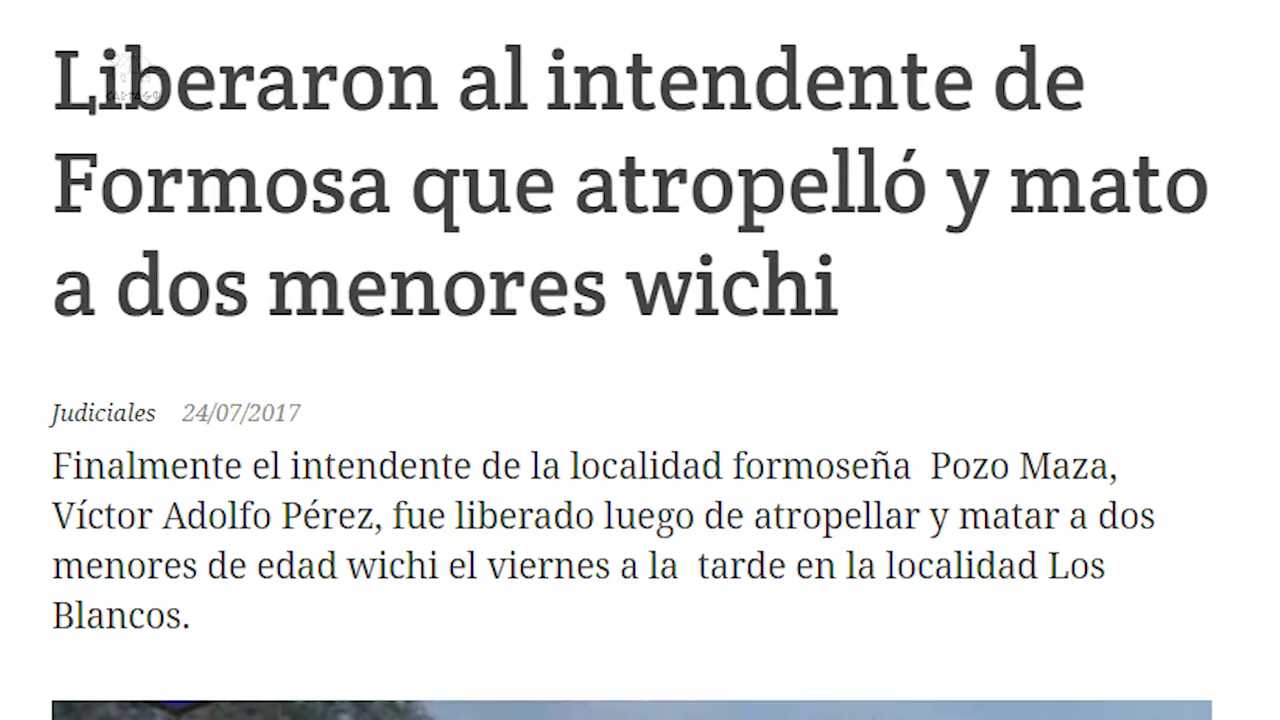 Liberaron al intendente de
Formosa que atropelló y mato
a dos menores wichi
KARTAGO
Judiciales 24/07/2017
Finalmente el intendente de la localidad formoseña Pozo Maza,
Víctor Adolfo Pérez, fue liberado luego de atropellar y matar a dos
menores de edad wichi el viernes a la tarde en la localidad Los
Blancos.